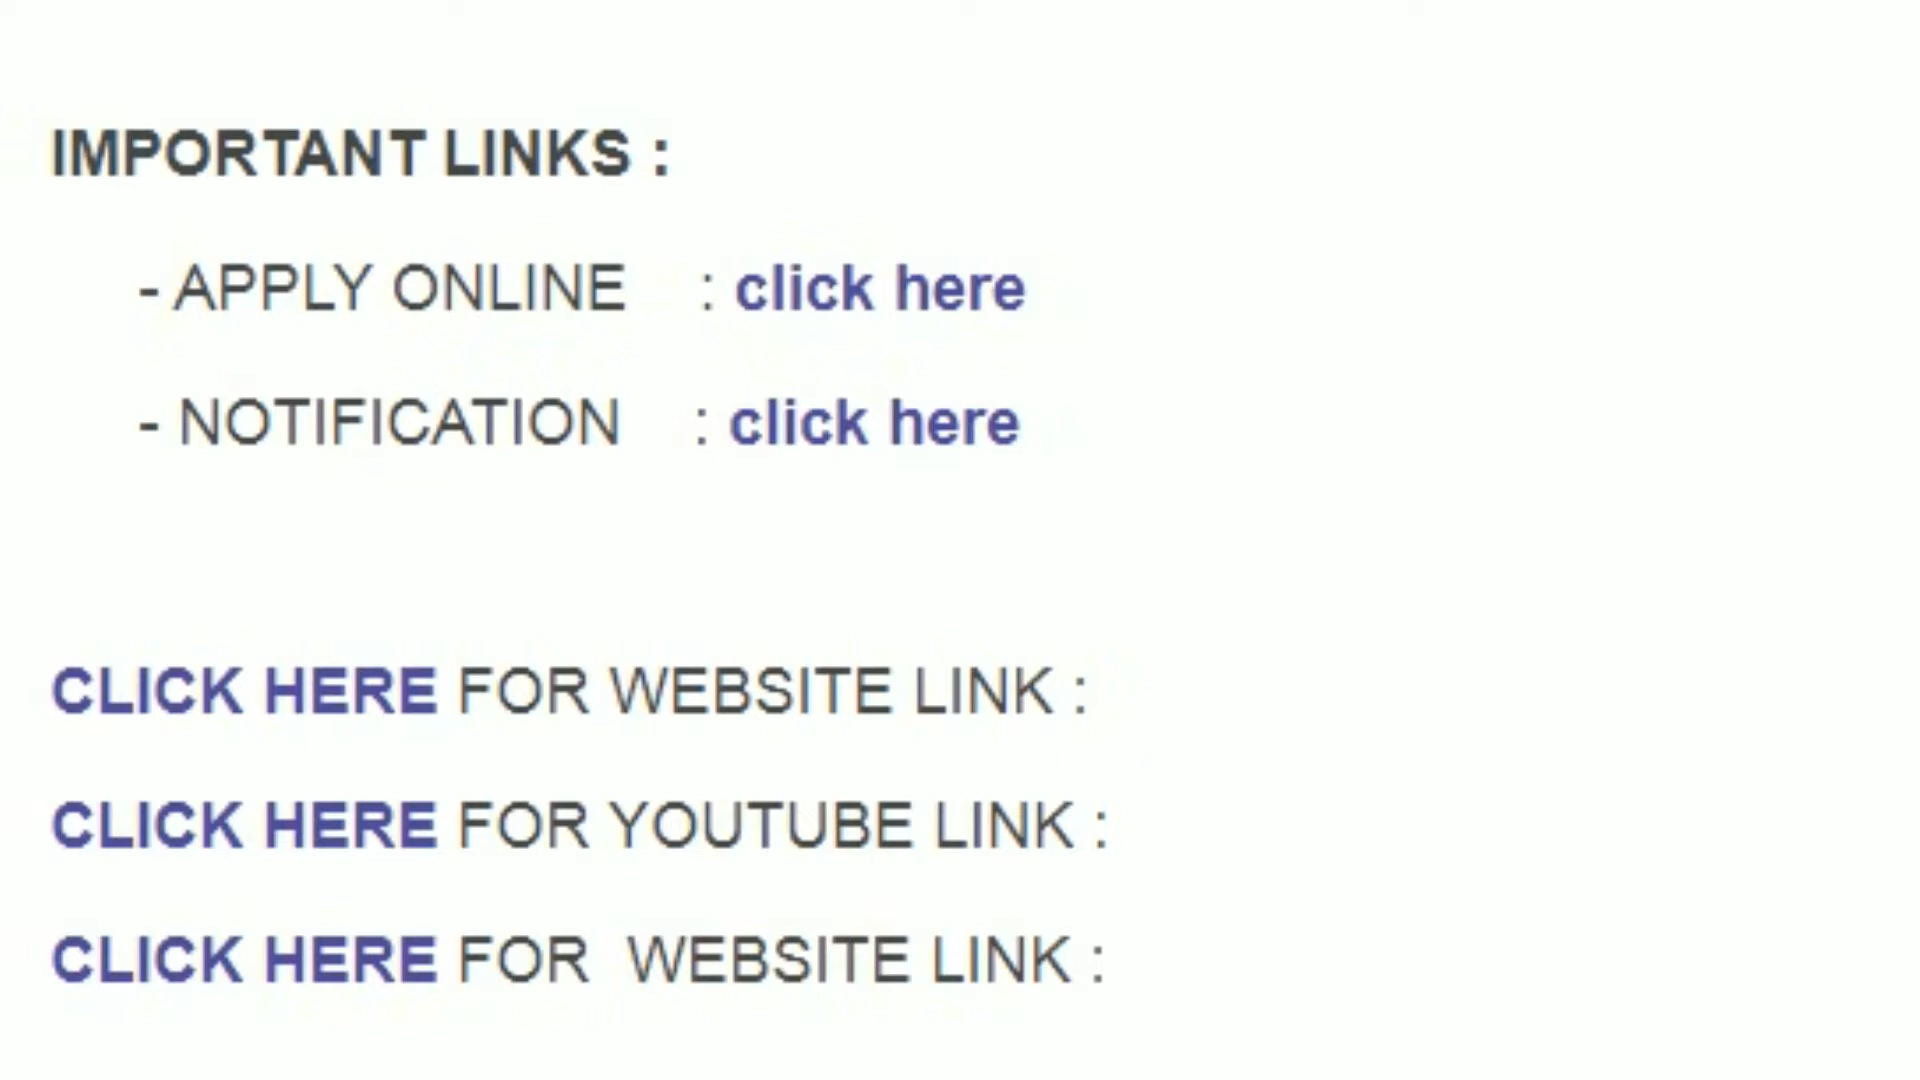 IMPORTANT LINKS :
- APPLY ONLINE : click here
- NOTIFICATION : click here
CLICK HERE FOR WEBSITE LINK :
CLICK HERE FOR YOUTUBE LINK :
CLICK HERE FOR WEBSITE LINK :